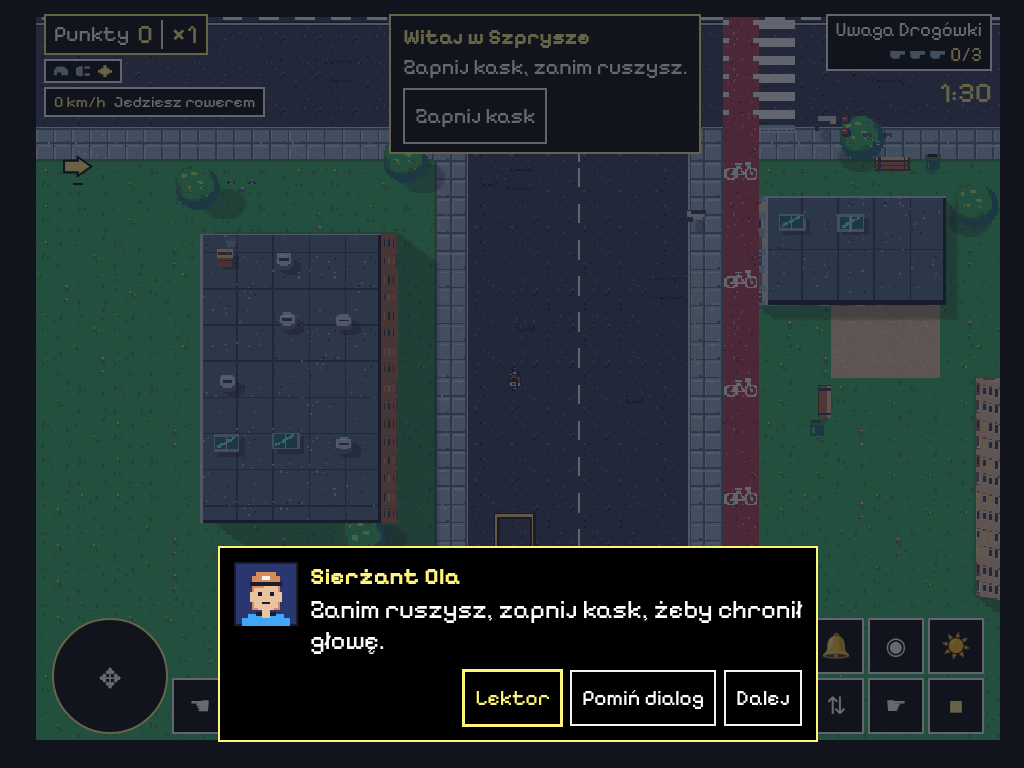 Punkty 0 ×1
0 km/h Jedziesz rowerem
Witaj w Szprysze
Zapnij kask, zanim ruszysz.
Zapnij kask
Uwaga Drogówki
0/3
1:30
Sierżant Ola
Zanim ruszysz, zapnij kask, żeby chronił
głowę.
Lektor
Pomiń dialog
Dalej